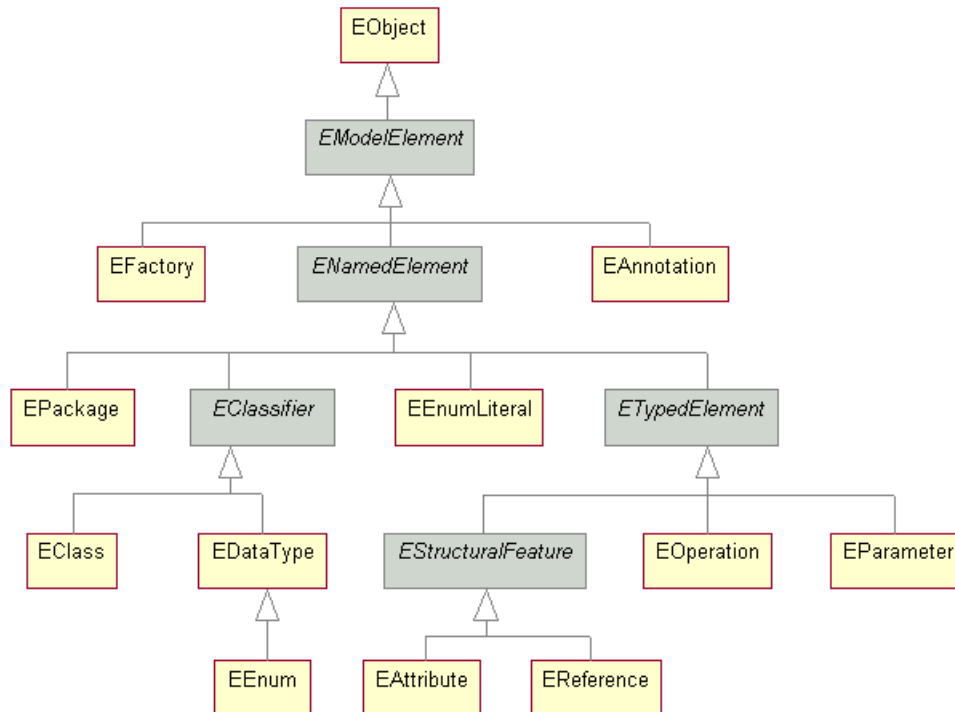 EObject
EModelElement
EFactory
ENamedElement
EAnnotation
EPackage
EClassifier
EEnumLiteral
ETypedElement
EClass
EDataType
EStructuralFeature
EOperation
EParameter
EEnum
EAttribute
EReference